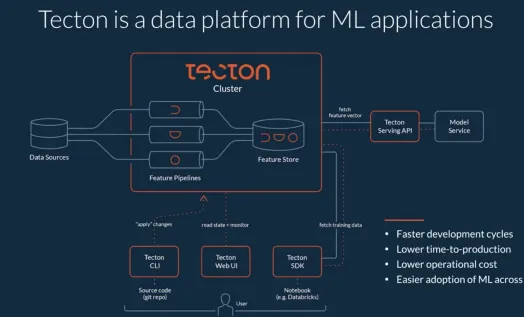 Tecton is a data platform for ML applications
tecton
Cluster
Data Sources
Feature Pipelines
Feature Store
fetch
feature vector
Tecton
Serving API
Model
Service
"apply" changes
read state + monitor
fetch training data
Tecton
CLI
Tecton
Web UI
Tecton
SDK
Source code
(git repo)
Notebook
(e.g. Databricks)
User
• Faster development cycles
• Lower time-to-production
• Lower operational cost
• Easier adoption of ML across